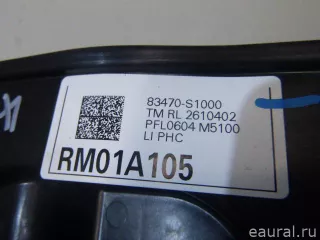 83470-S1000
TM RL 2610402
PFL0604 M5100
LI PHC
RM01A105
eaural.ru